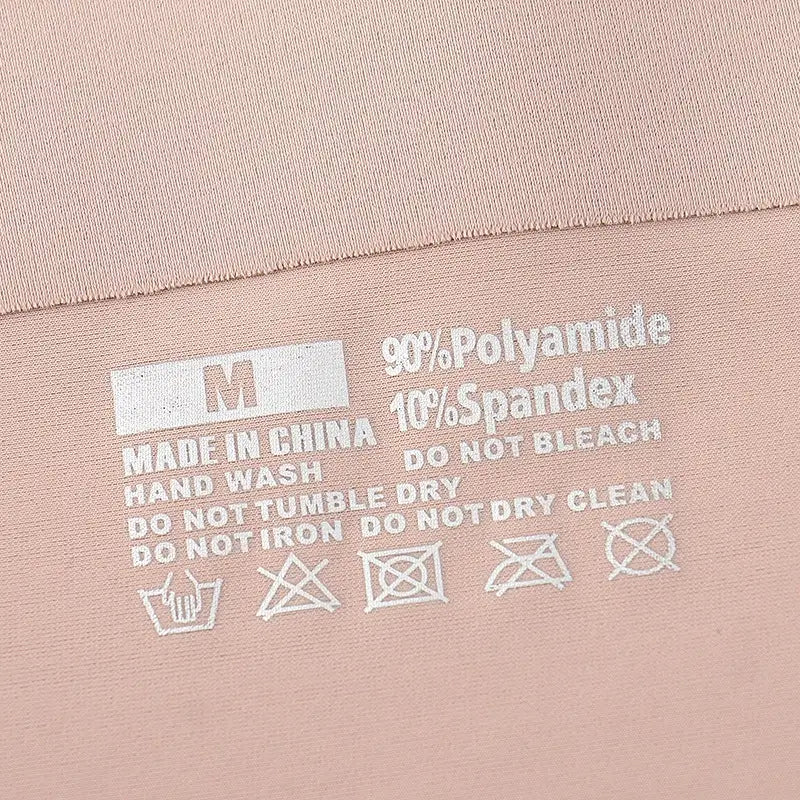 M
90%Polyamide
10%Spandex
MADE IN CHINA
HAND WASH
DO NOT BLEACH
DO NOT TUMBLE DRY
DO NOT IRON DO NOT DRY CLEAN